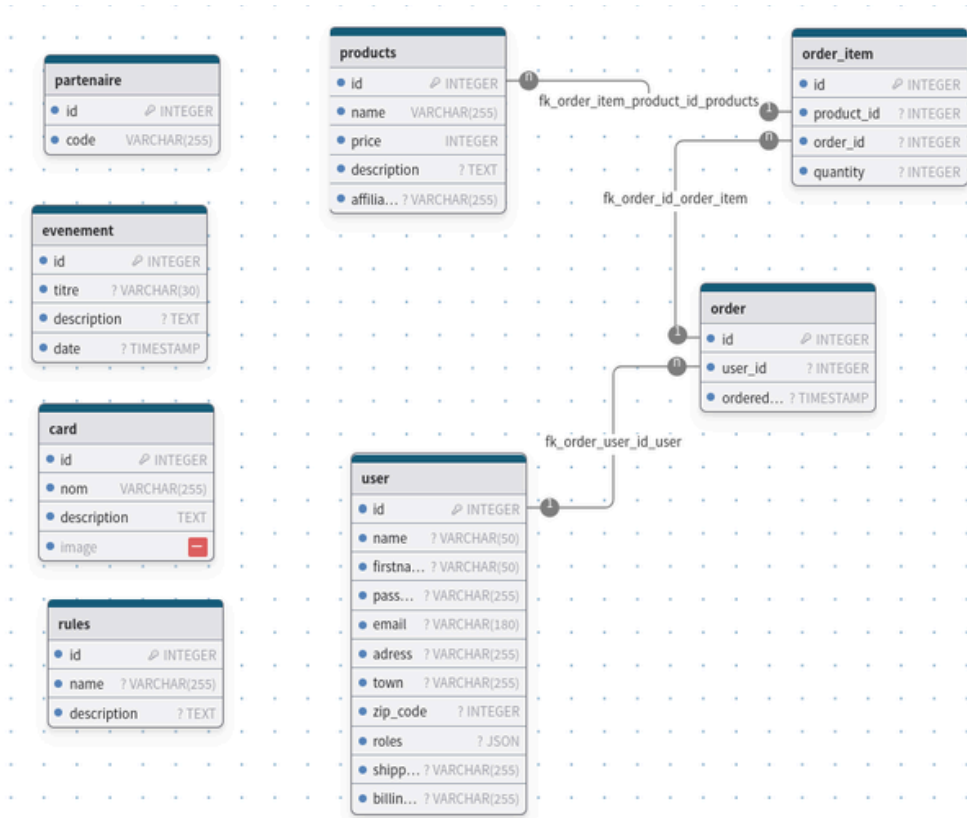 partenaire
id INTEGER
code VARCHAR(255)
evenement
id INTEGER
titre ? VARCHAR(30)
description ? TEXT
date ? TIMESTAMP
card
id INTEGER
nom VARCHAR(255)
description TEXT
image
rules
id INTEGER
name ? VARCHAR(255)
description ? TEXT
products
id INTEGER
name VARCHAR(255)
price INTEGER
description ? TEXT
affilia... ? VARCHAR(255)
n
fk_order_item_product_id_products
1
order_item
id INTEGER
product_id ? INTEGER
order_id ? INTEGER
quantity ? INTEGER
n
fk_order_id_order_item
1
order
id INTEGER
user_id ? INTEGER
ordered... ? TIMESTAMP
n
fk_order_user_id_user
1
user
id INTEGER
name ? VARCHAR(50)
firstna... ? VARCHAR(50)
pass... ? VARCHAR(255)
email ? VARCHAR(180)
adress ? VARCHAR(255)
town ? VARCHAR(255)
zip_code ? INTEGER
roles ? JSON
shipp... ? VARCHAR(255)
billin... ? VARCHAR(255)